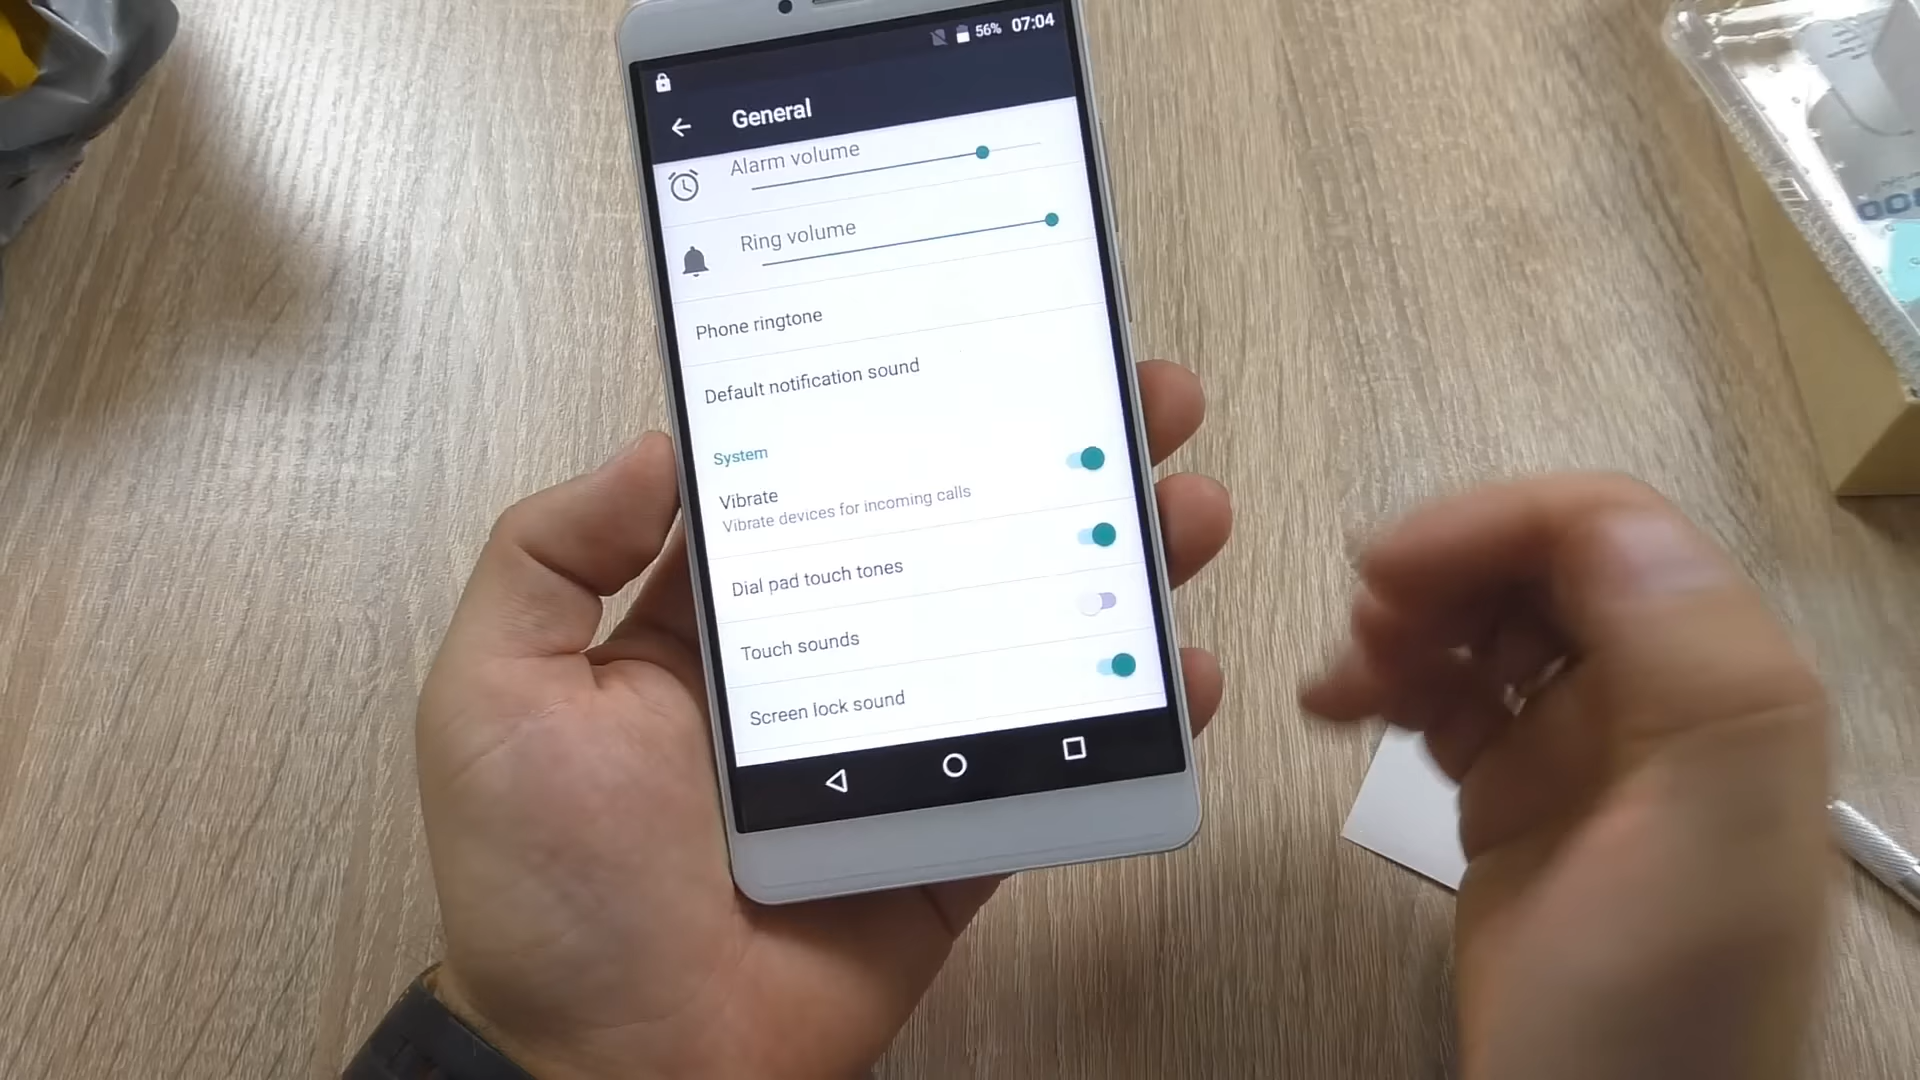 56% 07:04
General
Alarm volume
Ring volume
Phone ringtone
Default notification sound
System
Vibrate
Vibrate devices for incoming calls
Dial pad touch tones
Touch sounds
Screen lock sound